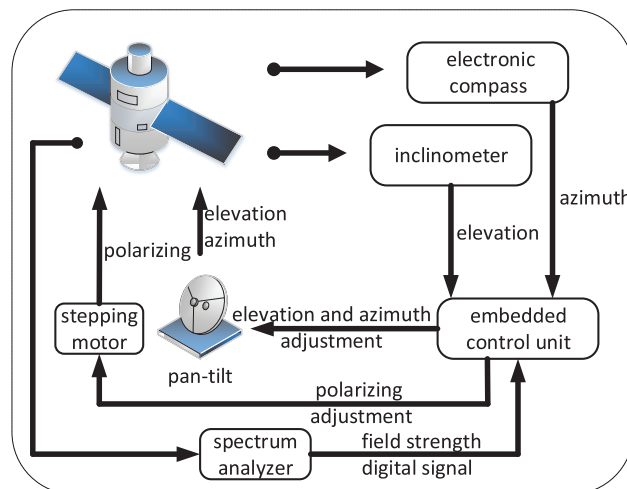 electronic
compass
inclinometer
azimuth
elevation
elevation
azimuth
polarizing
stepping
motor
pan-tilt
elevation and azimuth
adjustment
embedded
control unit
polarizing
adjustment
spectrum
analyzer
field strength
digital signal